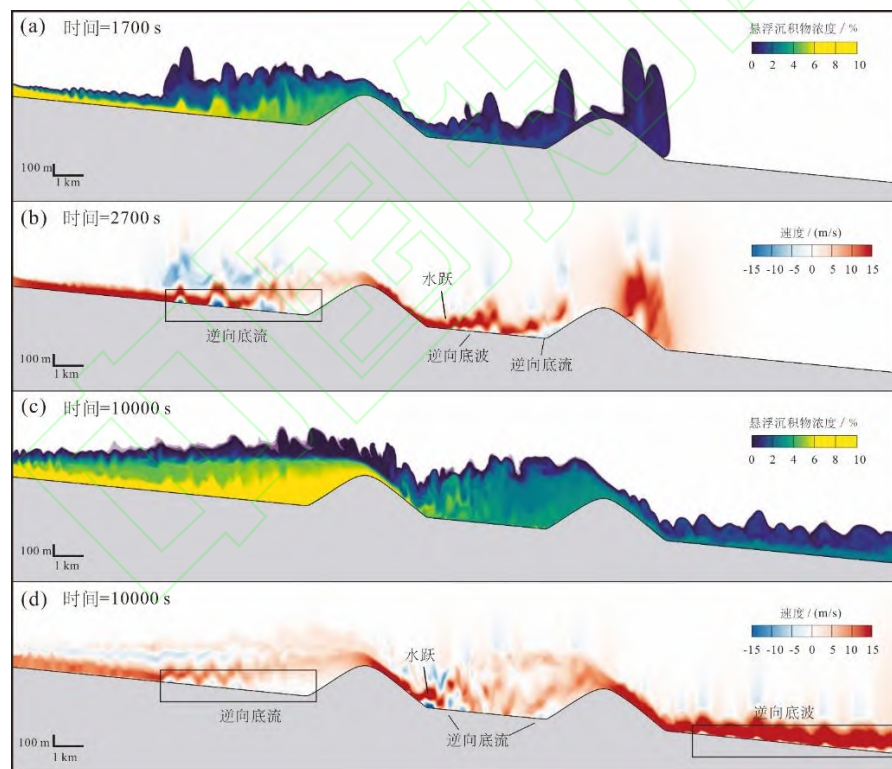 (a) 时间=1700 s
悬浮沉积物浓度 / %
0 2 4 6 8 10
100 m
1 km
(b) 时间=2700 s
速度 / (m/s)
-15 -10 -5 0 5 10 15
水跃
逆向底流
逆向底波
逆向底流
100 m
1 km
(c) 时间=10000 s
悬浮沉积物浓度 / %
0 2 4 6 8 10
100 m
1 km
(d) 时间=10000 s
速度 / (m/s)
-15 -10 -5 0 5 10 15
水跃
逆向底流
逆向底流
逆向底波
100 m
1 km